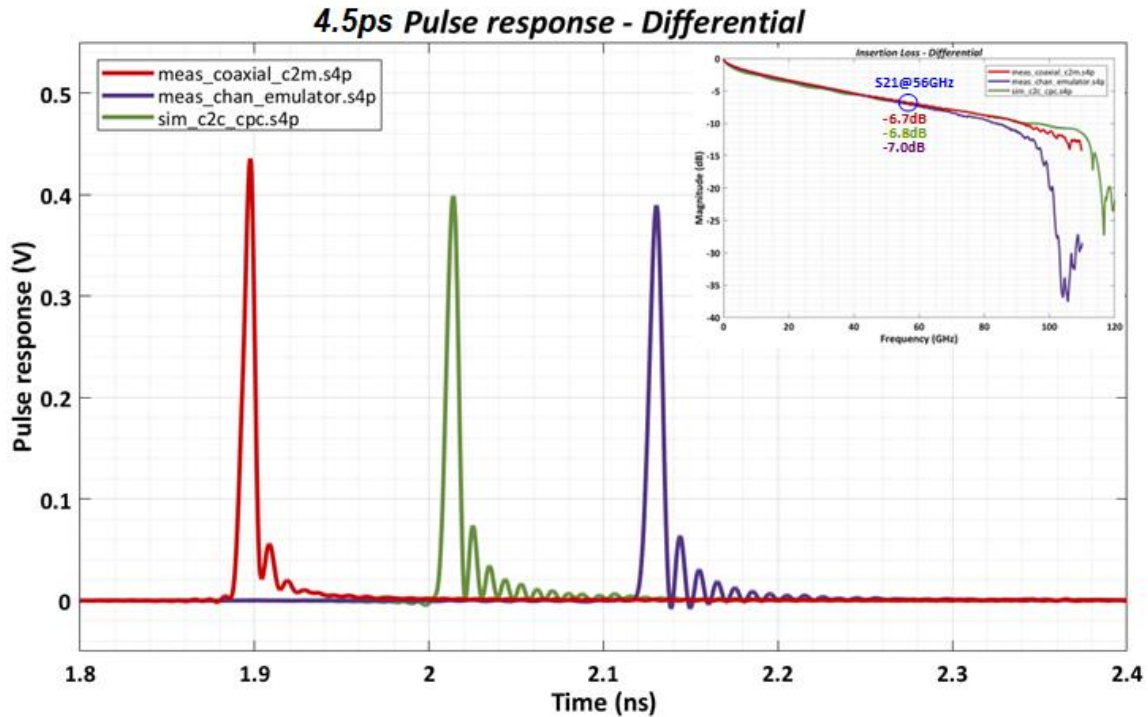 4.5ps Pulse response - Differential
meas_coaxial_c2m.s4p
meas_chan_emulator.s4p
sim_c2c_cpc.s4p
Pulse response (V)
0.5
0.4
0.3
0.2
0.1
0
1.8
1.9
2
2.1
2.2
2.3
2.4
Time (ns)
Insertion Loss - Differential
meas_coaxial_c2m.s4p
meas_chan_emulator.s4p
sim_c2c_cpc.s4p
S21@56GHz
-6.7dB
-6.8dB
-7.0dB
Magnitude (dB)
0
-5
-10
-15
-20
-25
-30
-35
-40
0
20
40
60
80
100
120
Frequency (GHz)